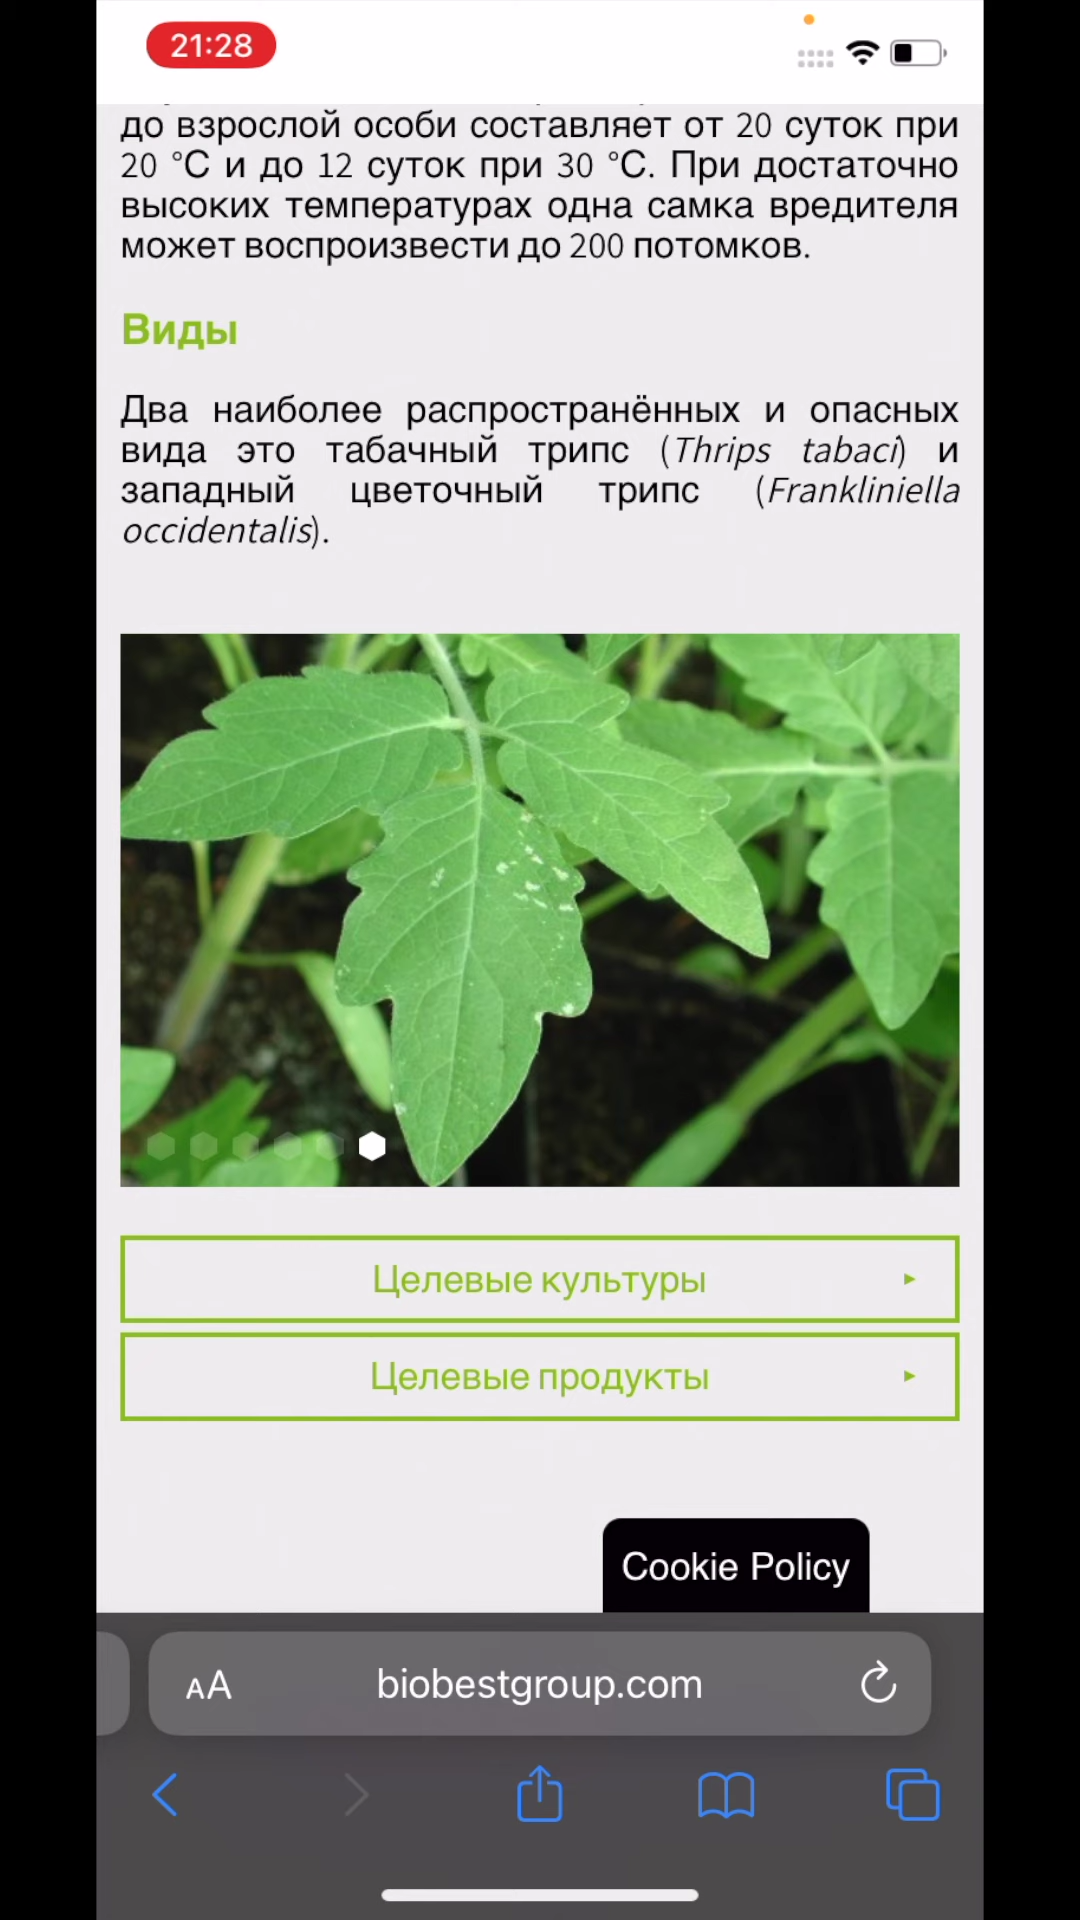 21:28
до взрослой особи составляет от 20 суток при
20 °C и до 12 суток при 30 °C. При достаточно
высоких температурах одна самка вредителя
может воспроизвести до 200 потомков.
Виды
Два наиболее распространённых и опасных
вида это табачный трипс (Thrips tabaci) и
западный цветочный трипс (Frankliniella
occidentalis).
Целевые культуры
Целевые продукты
Cookie Policy
AA
biobestgroup.com